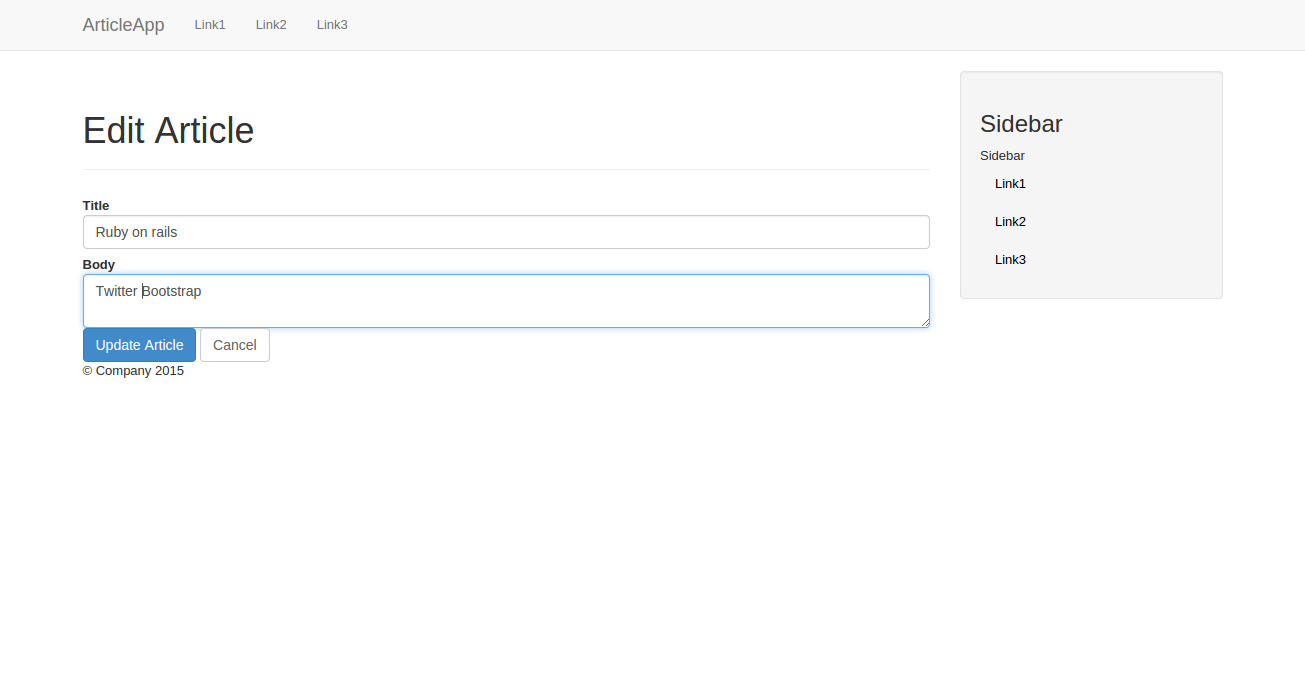 ArticleApp Link1 Link2 Link3
Edit Article
Title
Ruby on rails
Body
Twitter Bootstrap
Update Article Cancel
© Company 2015
Sidebar
Sidebar
Link1
Link2
Link3